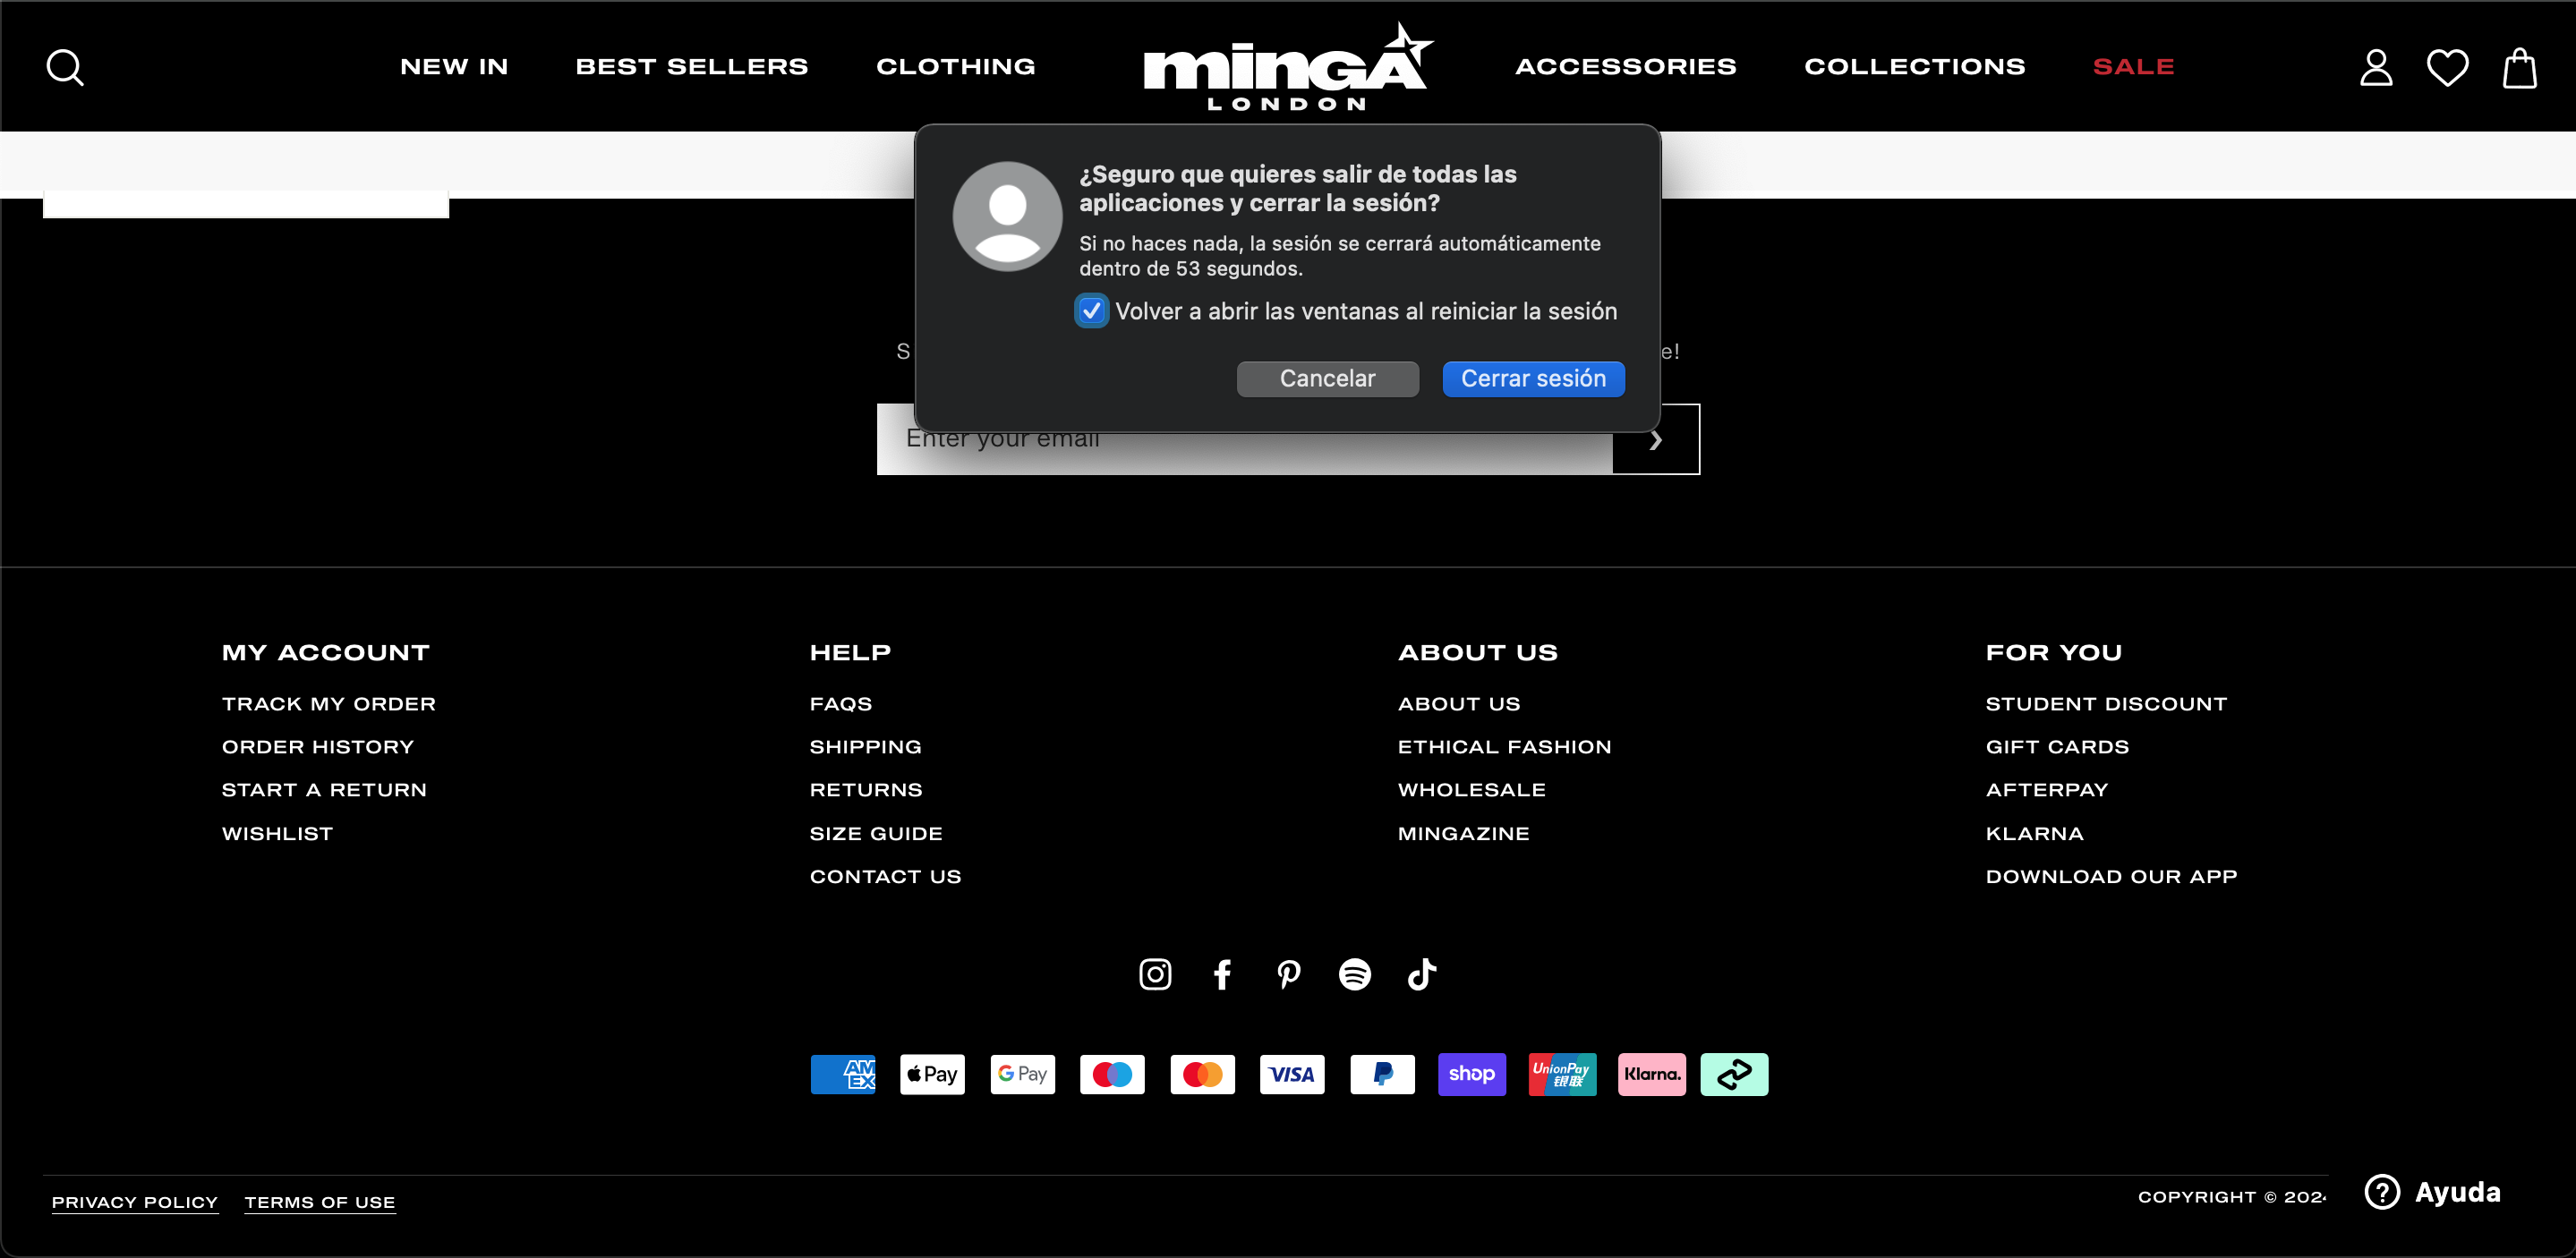 NEW IN
BEST SELLERS
CLOTHING
minGA
LONDON
ACCESSORIES
COLLECTIONS
SALE
¿Seguro que quieres salir de todas las
aplicaciones y cerrar la sesión?
Si no haces nada, la sesión se cerrará automáticamente
dentro de 53 segundos.
Volver a abrir las ventanas al reiniciar la sesión
Cancelar
Cerrar sesión
Enter your email
MY ACCOUNT
TRACK MY ORDER
ORDER HISTORY
START A RETURN
WISHLIST
HELP
FAQS
SHIPPING
RETURNS
SIZE GUIDE
CONTACT US
ABOUT US
ABOUT US
ETHICAL FASHION
WHOLESALE
MINGAZINE
FOR YOU
STUDENT DISCOUNT
GIFT CARDS
AFTERPAY
KLARNA
DOWNLOAD OUR APP
AM
EX
Pay
G Pay
VISA
shop
UnionPay
银联
Klarna.
PRIVACY POLICY
TERMS OF USE
COPYRIGHT © 2024
Ayuda